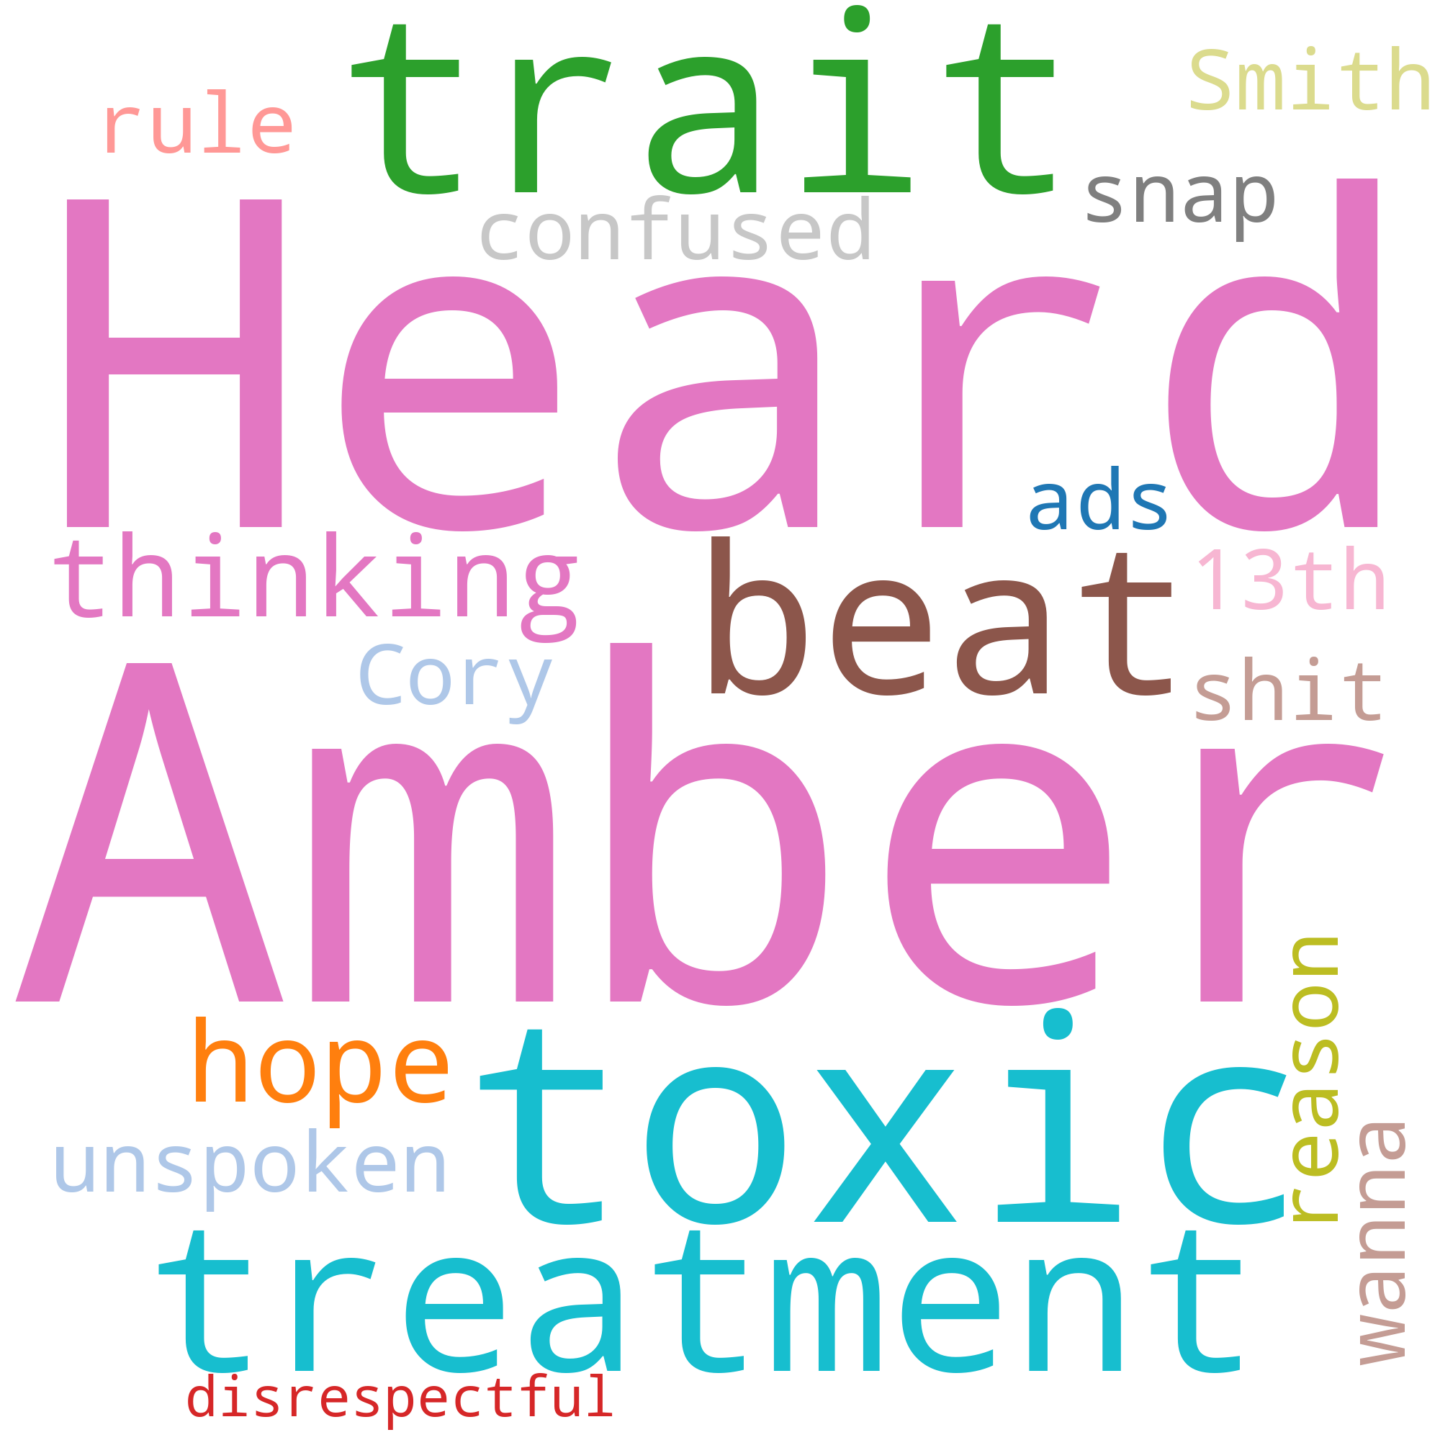 trait
Smith
rule
snap
confused
Heard
ads
thinking
beat
13th
Cory
shit
Amber
reason
hope
toxic
unspoken
wanna
treatment
disrespectful